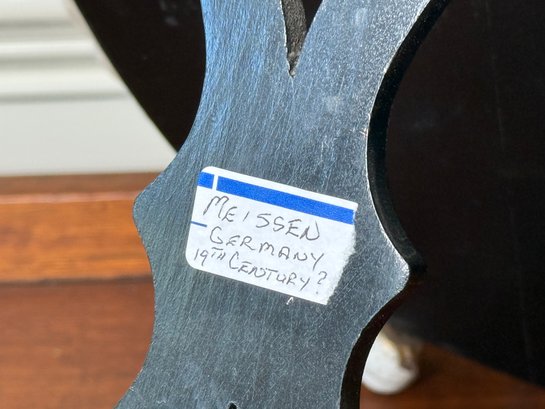 MEISSEN
GERMANY
19TH CENTURY?